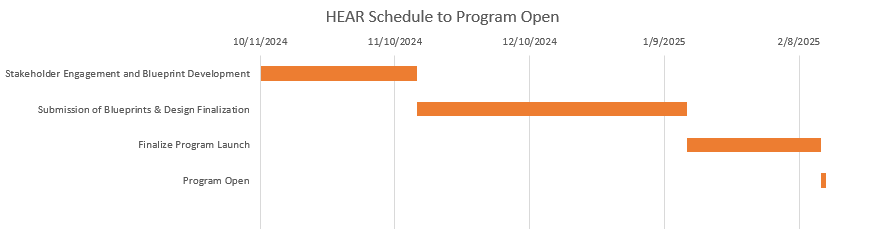 HEAR Schedule to Program Open
10/11/2024 11/10/2024 12/10/2024 1/9/2025 2/8/2025
Stakeholder Engagement and Blueprint Development
Submission of Blueprints & Design Finalization
Finalize Program Launch
Program Open